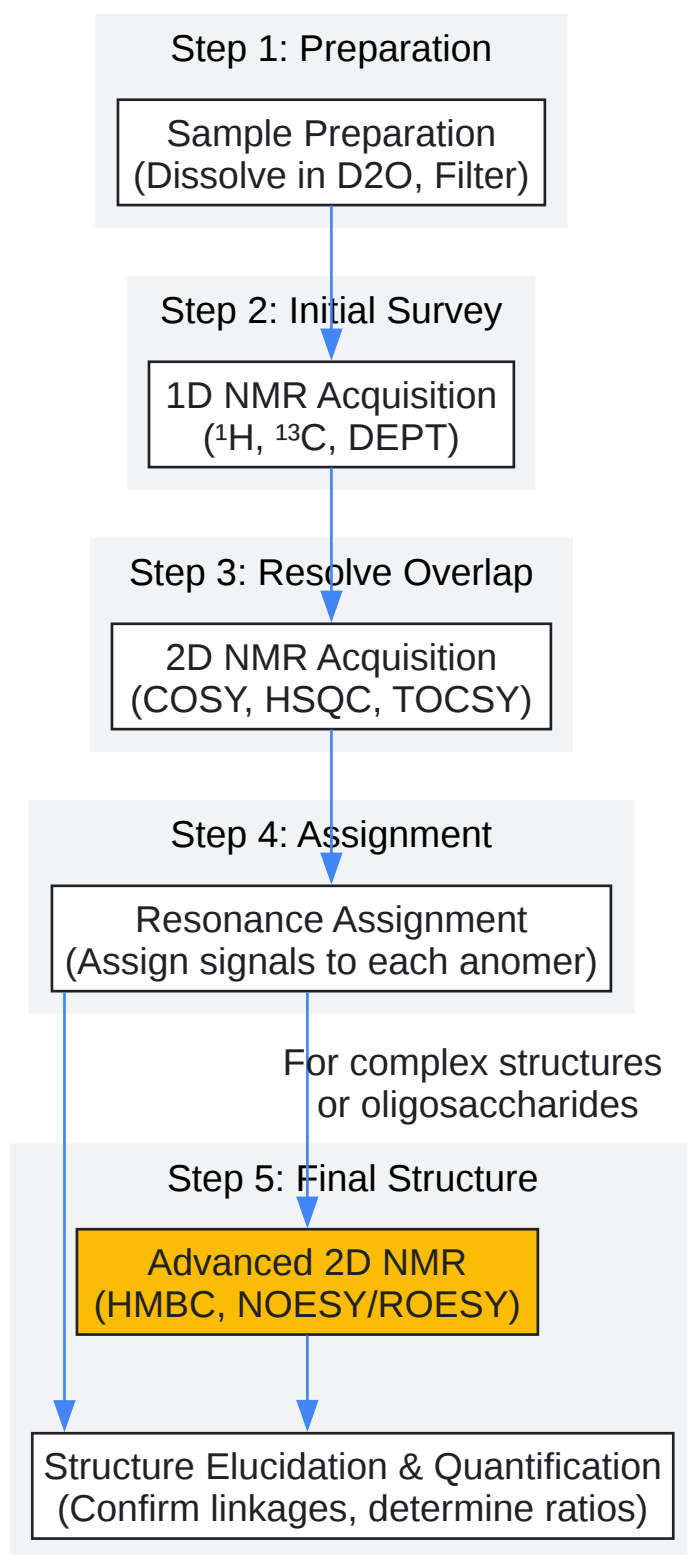 Step 1: Preparation
Sample Preparation
(Dissolve in D2O, Filter)
Step 2: Initial Survey
1D NMR Acquisition
(¹H, ¹³C, DEPT)
Step 3: Resolve Overlap
2D NMR Acquisition
(COSY, HSQC, TOCSY)
Step 4: Assignment
Resonance Assignment
(Assign signals to each anomer)
For complex structures
or oligosaccharides
Step 5: Final Structure
Advanced 2D NMR
(HMBC, NOESY/ROESY)
Structure Elucidation & Quantification
(Confirm linkages, determine ratios)